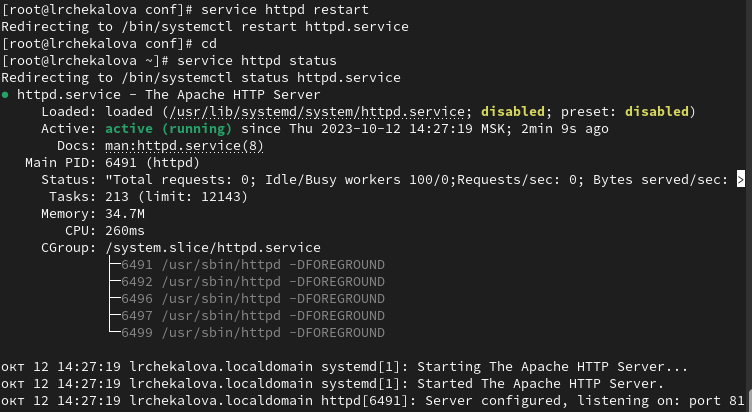 [root@lrchekalova conf]# service httpd restart
Redirecting to /bin/systemctl restart httpd.service
[root@lrchekalova conf]# cd
[root@lrchekalova ~]# service httpd status
Redirecting to /bin/systemctl status httpd.service
● httpd.service - The Apache HTTP Server
     Loaded: loaded (/usr/lib/systemd/system/httpd.service; disabled; preset: disabled)
     Active: active (running) since Thu 2023-10-12 14:27:19 MSK; 2min 9s ago
       Docs: man:httpd.service(8)
   Main PID: 6491 (httpd)
     Status: "Total requests: 0; Idle/Busy workers 100/0;Requests/sec: 0; Bytes served/sec: >
      Tasks: 213 (limit: 12143)
     Memory: 34.7M
        CPU: 260ms
     CGroup: /system.slice/httpd.service
             ├─6491 /usr/sbin/httpd -DFOREGROUND
             ├─6492 /usr/sbin/httpd -DFOREGROUND
             ├─6496 /usr/sbin/httpd -DFOREGROUND
             ├─6497 /usr/sbin/httpd -DFOREGROUND
             └─6499 /usr/sbin/httpd -DFOREGROUND
окт 12 14:27:19 lrchekalova.localdomain systemd[1]: Starting The Apache HTTP Server...
окт 12 14:27:19 lrchekalova.localdomain systemd[1]: Started The Apache HTTP Server.
окт 12 14:27:19 lrchekalova.localdomain httpd[6491]: Server configured, listening on: port 81